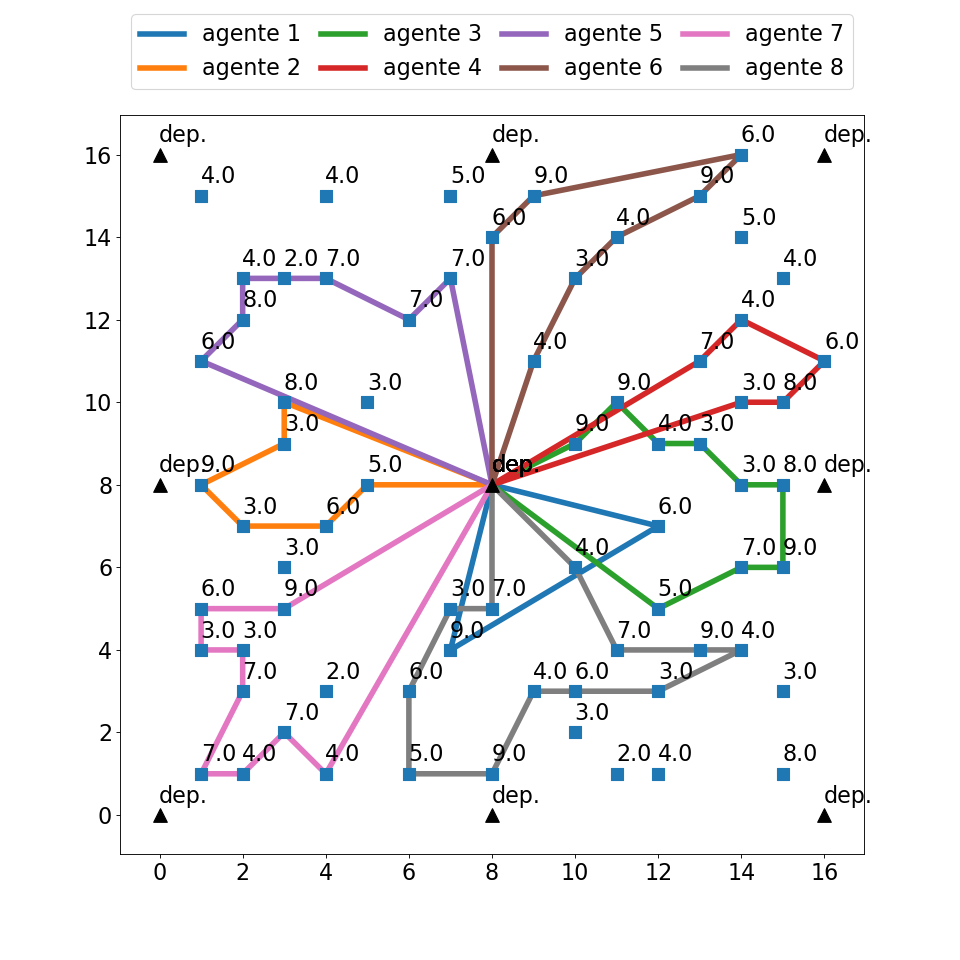 agente 1 agente 3 agente 5 agente 7
agente 2 agente 4 agente 6 agente 8
dep. dep. 6.0 dep.
16
4.0 4.0 5.0 9.0 9.0
14 6.0 4.0 5.0
4.0 2.0 7.0 7.0 3.0 4.0
12 8.0 7.0 4.0
6.0 4.0 7.0 6.0
10 8.0 3.0 9.0 3.0 8.0
3.0 9.0 4.0 3.0
8 dep. 9.0 5.0 dep. 3.0 8.0 dep.
3.0 6.0 6.0
6 3.0 4.0 7.0 9.0
6.0 9.0 3.0 7.0 5.0
4 3.0 3.0 9.0 7.0 9.0 4.0
7.0 2.0 6.0 4.0 6.0 3.0 3.0
2 7.0 3.0
7.0 4.0 4.0 5.0 9.0 2.0 4.0 8.0
0 dep. dep. dep.
0 2 4 6 8 10 12 14 16